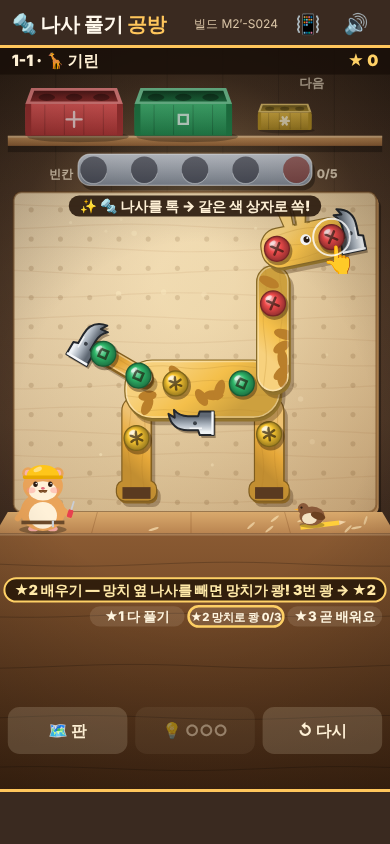 나사 풀기 공방
빌드 M2'-S024
1-1 · 기린
★ 0
다음
빈칸
0/5
나사를 톡 → 같은 색 상자로 쏙!
★2 배우기 — 망치 옆 나사를 빼면 망치가 쾅! 3번 쾅 → ★2
★1 다 풀기
★2 망치로 쾅 0/3
★3 곧 배워요
판
다시